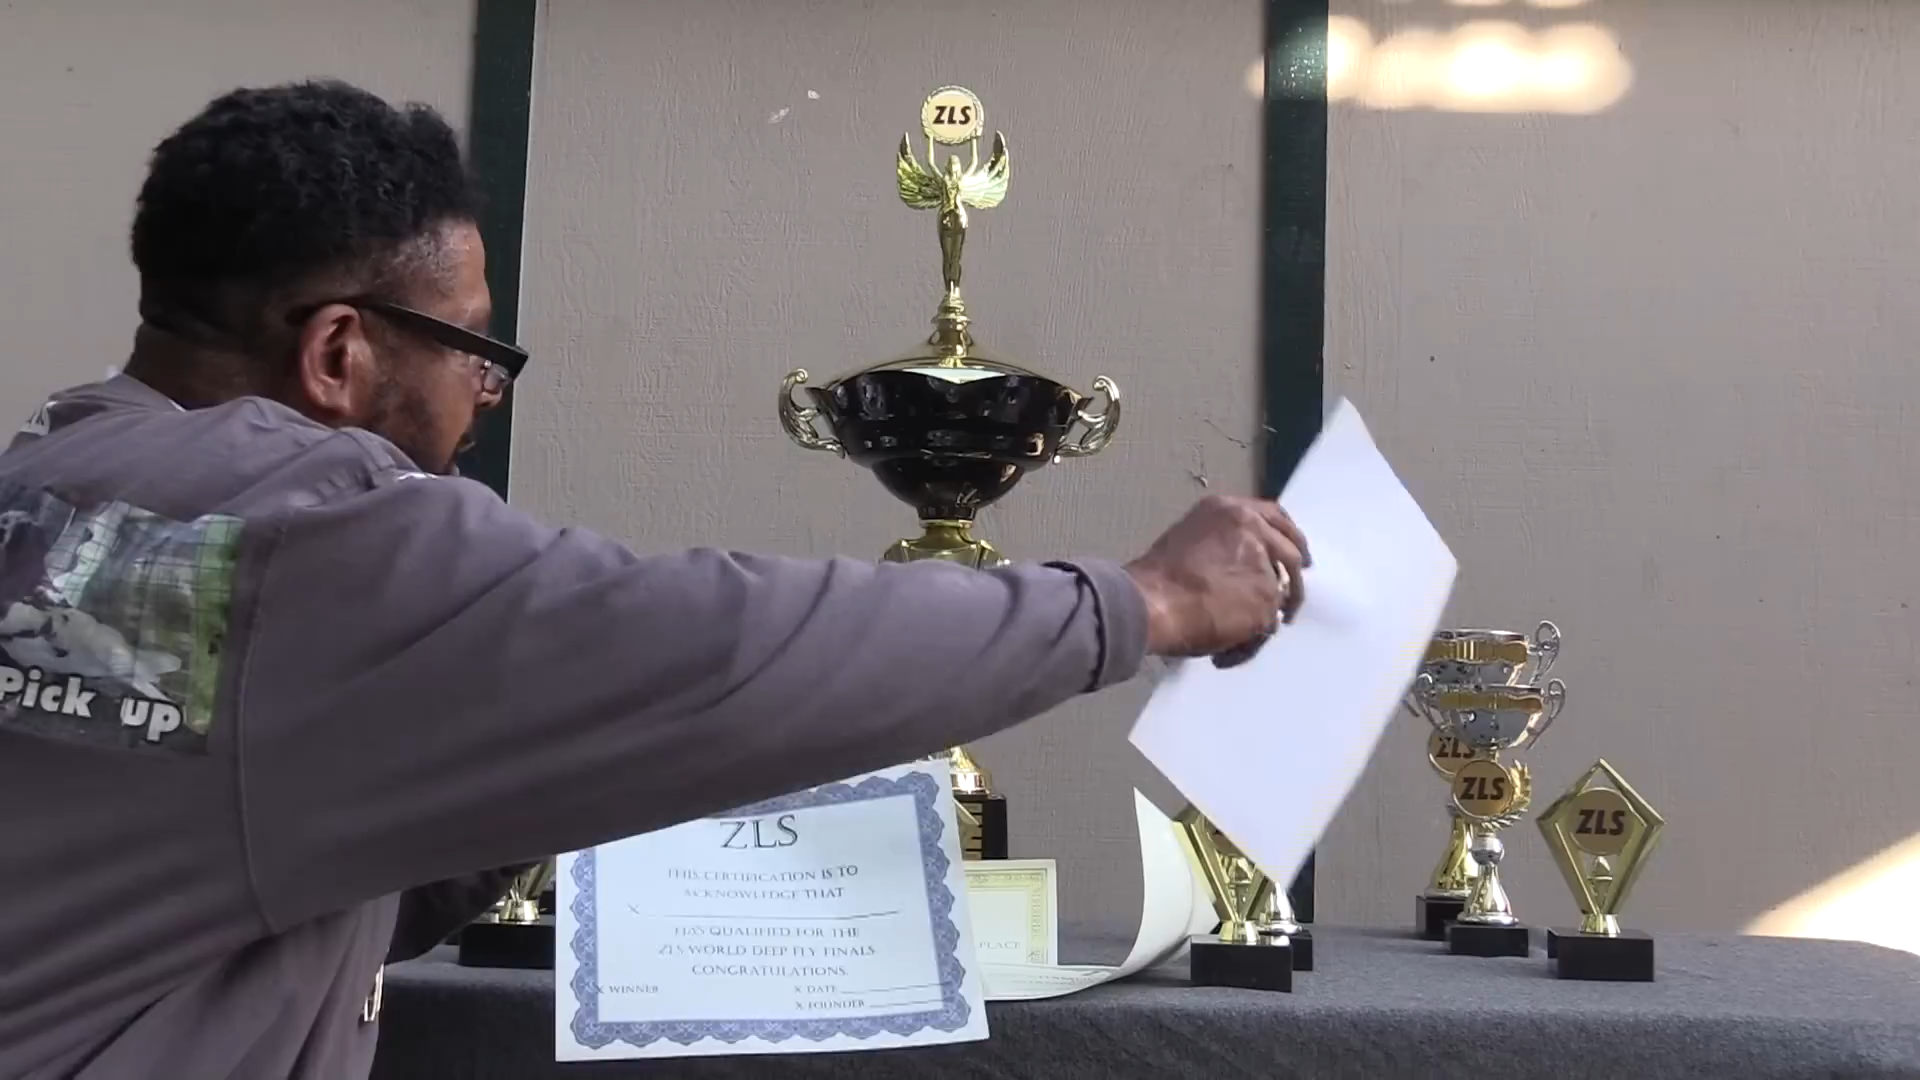 ZLS
Pick up
ZLS
THIS CERTIFICATION IS TO
ACKNOWLEDGE THAT
X
HAS QUALIFIED FOR THE
ZLS WORLD DEEP FLY FINALS.
CONGRATULATIONS.
X WINNER
X DATE
X FOUNDER
PLACE
ZLS
ZLS
ZLS